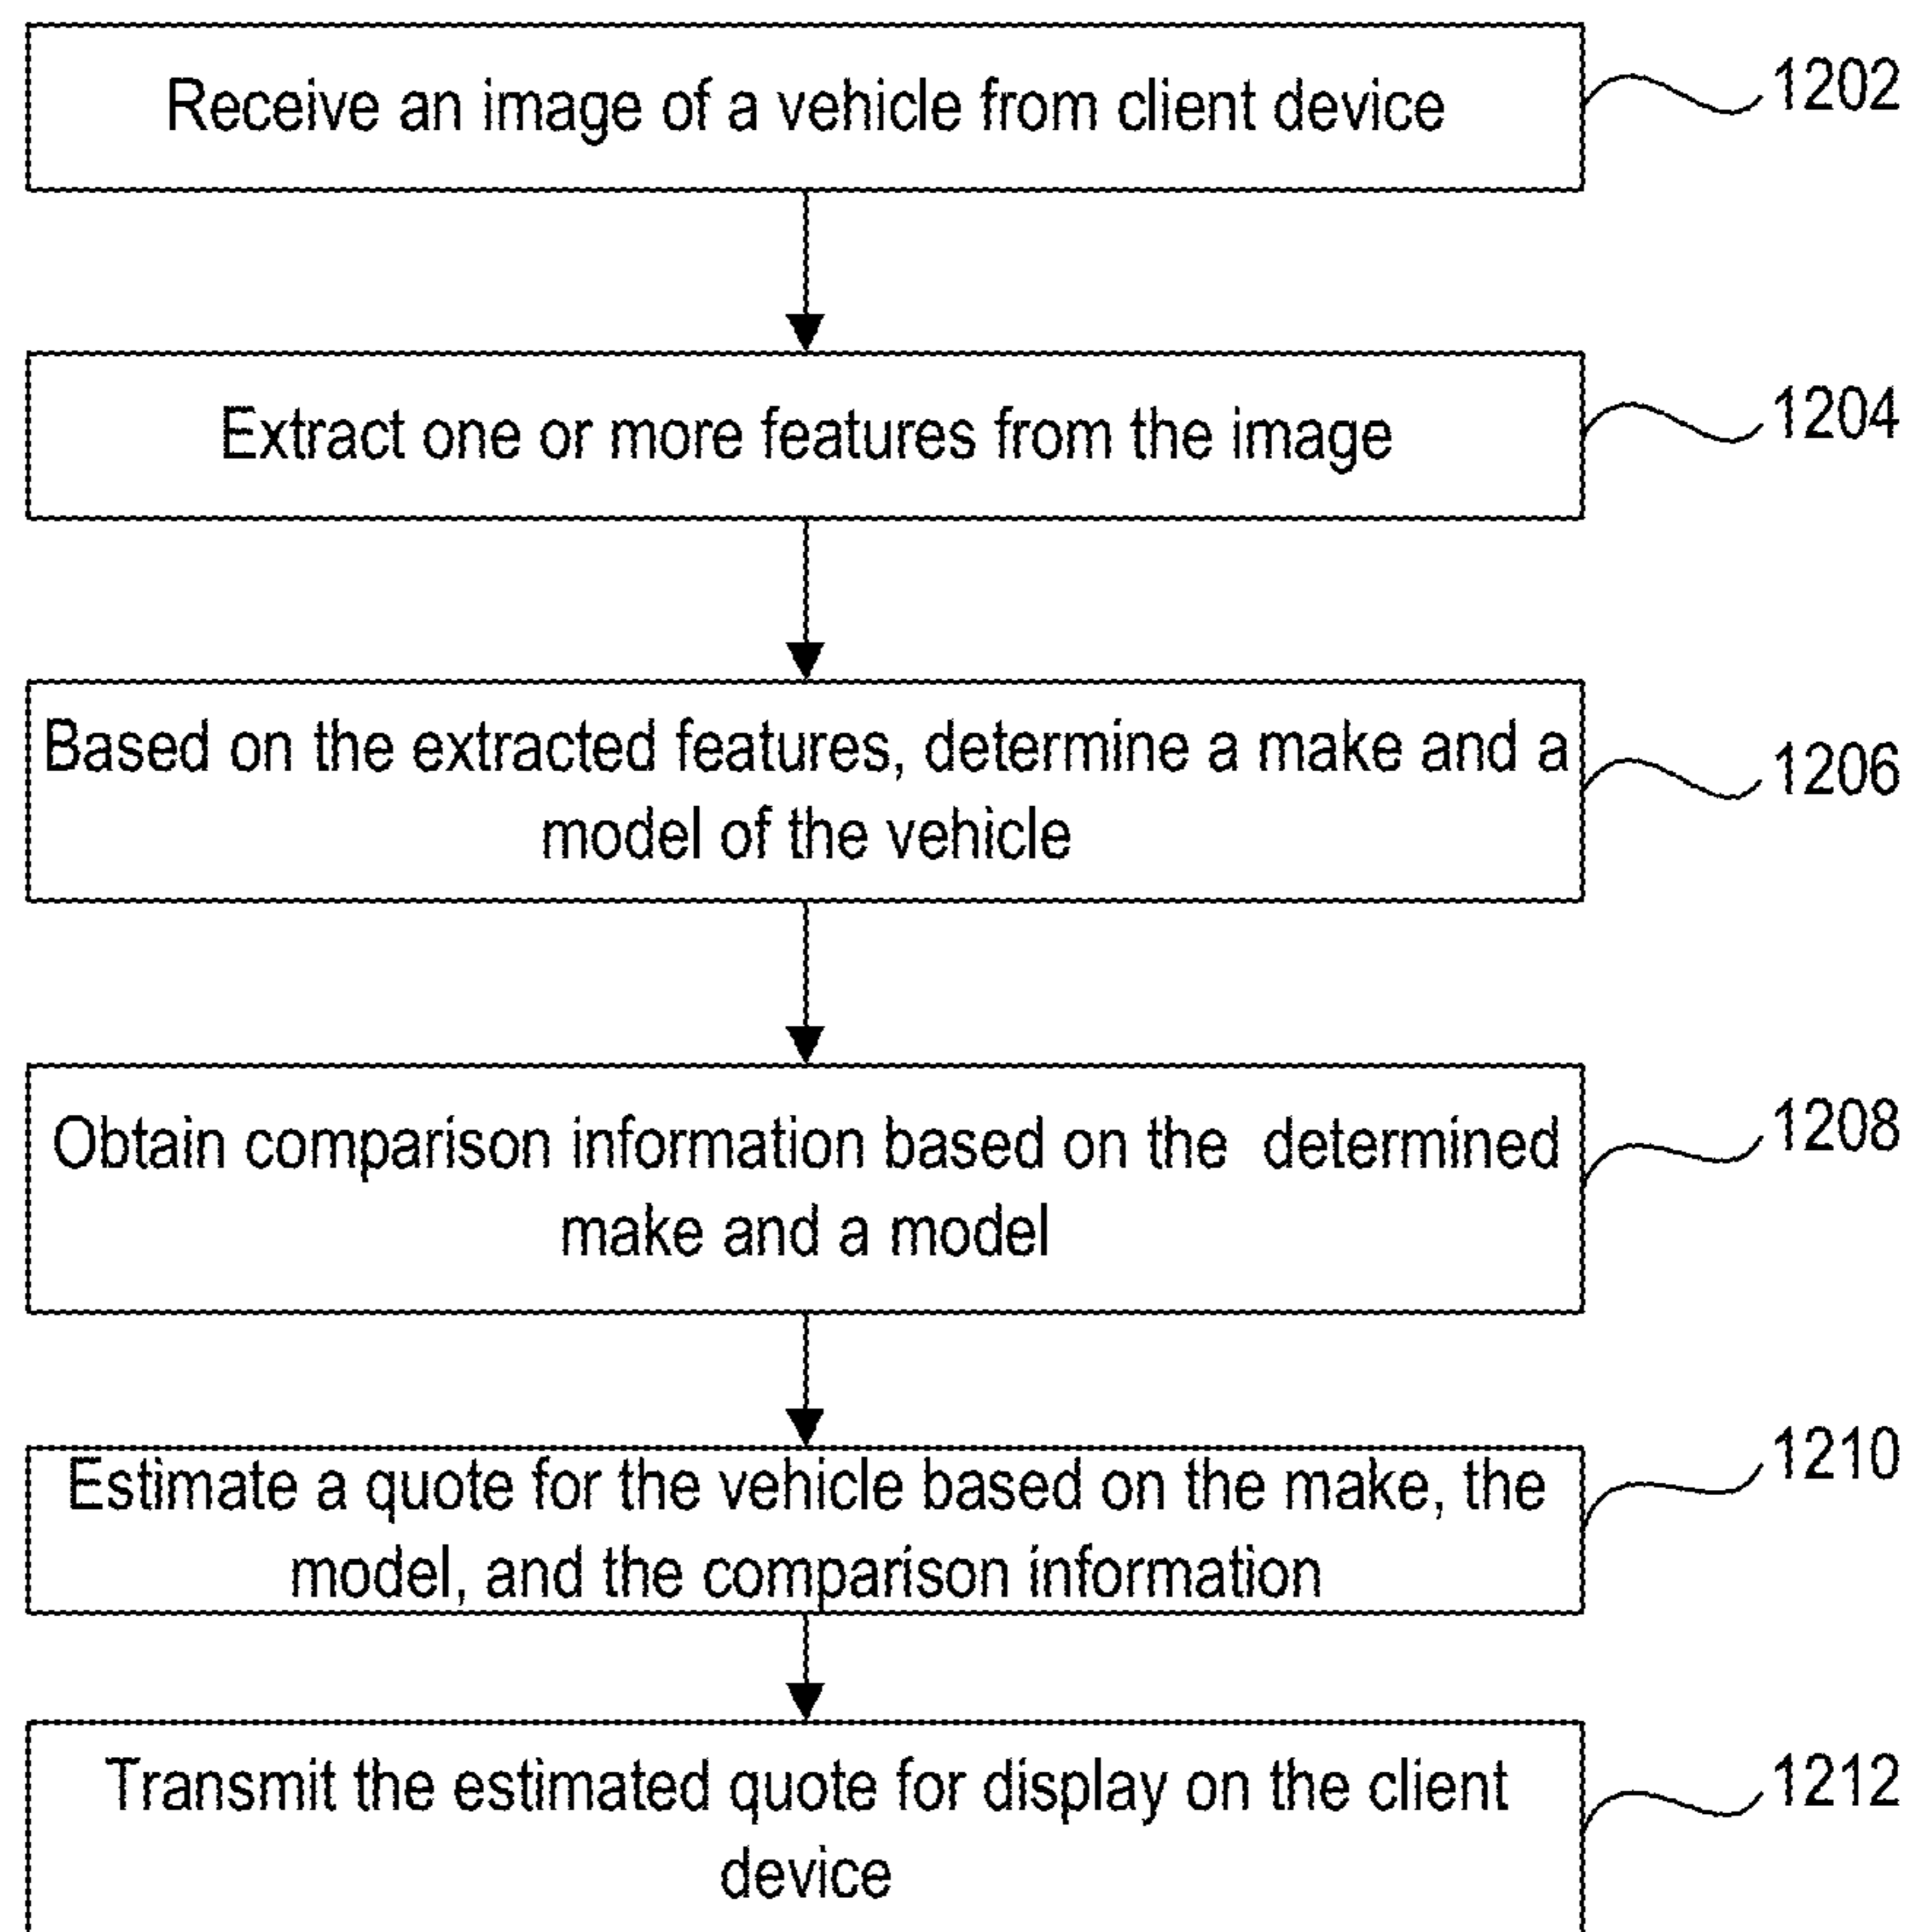 Receive an image of a vehicle from client device
1202
Extract one or more features from the image
1204
Based on the extracted features, determine a make and a
model of the vehicle
1206
Obtain comparison information based on the determined
make and a model
1208
Estimate a quote for the vehicle based on the make, the
model, and the comparison information
1210
Transmit the estimated quote for display on the client
device
1212